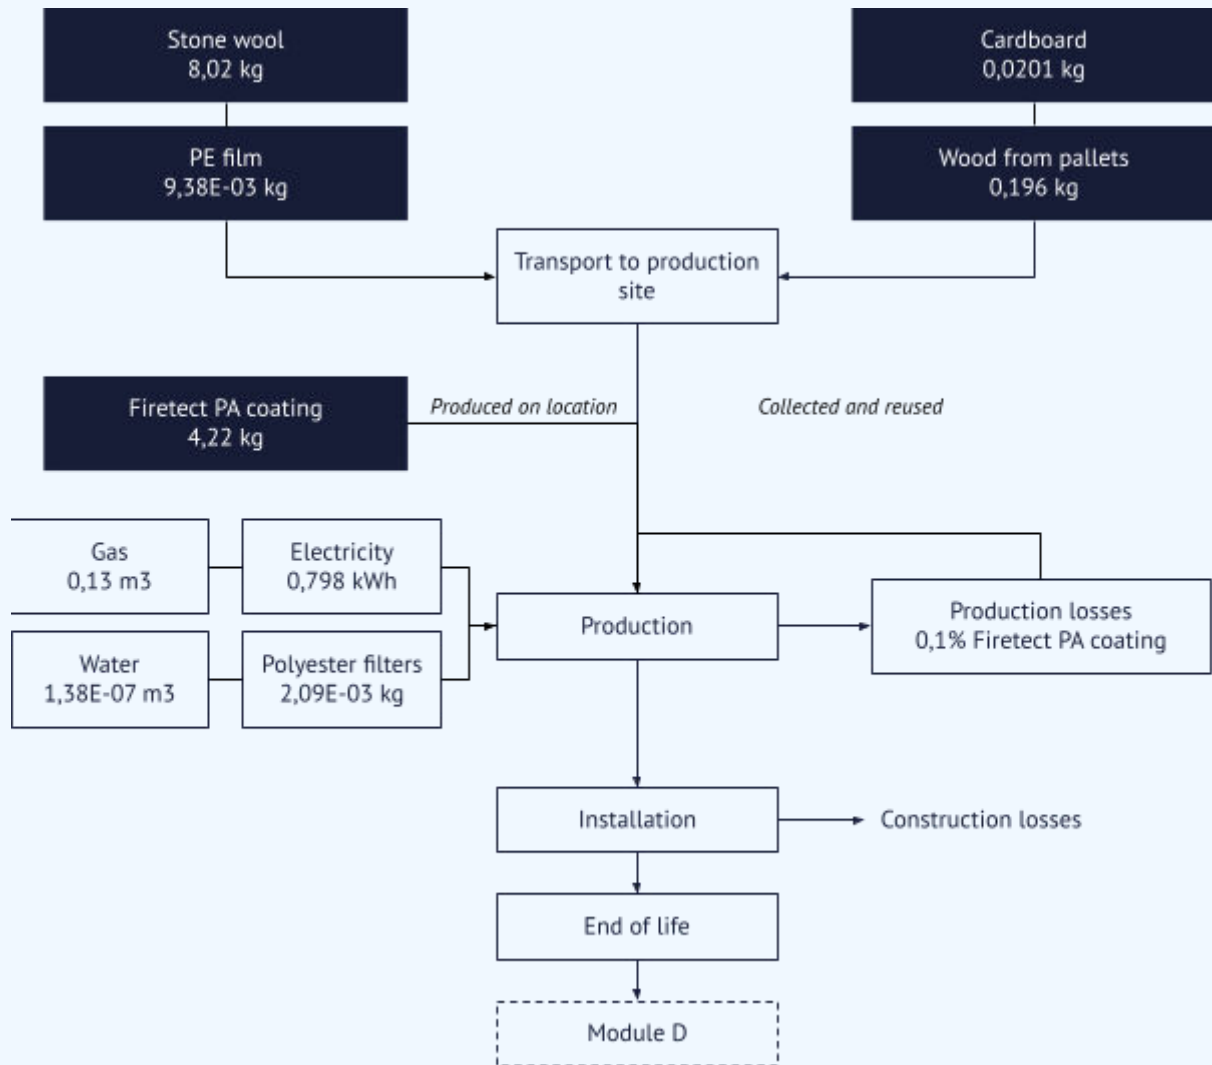 Stone wool
8,02 kg
Cardboard
0,0201 kg
PE film
9,38E-03 kg
Wood from pallets
0,196 kg
Transport to production
site
Firetect PA coating
4,22 kg
Produced on location
Collected and reused
Gas
0,13 m3
Electricity
0,798 kWh
Production
Production losses
0,1% Firetect PA coating
Water
1,38E-07 m3
Polyester filters
2,09E-03 kg
Installation
Construction losses
End of life
Module D